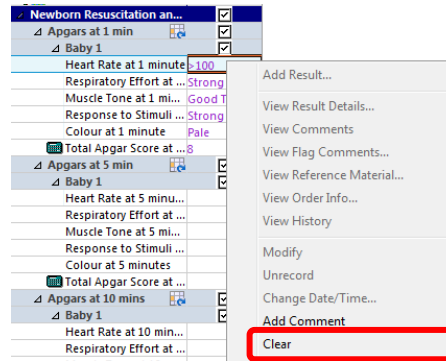 Newborn Resuscitation an...
Apgars at 1 min
Baby 1
Heart Rate at 1 minute >100
Respiratory Effort at ... Strong
Muscle Tone at 1 mi... Good T
Response to Stimuli ... Strong
Colour at 1 minute Pale
Total Apgar Score at ... 8
Apgars at 5 min
Baby 1
Heart Rate at 5 minu...
Respiratory Effort at ...
Muscle Tone at 5 mi...
Response to Stimuli ...
Colour at 5 minutes
Total Apgar Score at ...
Apgars at 10 mins
Baby 1
Heart Rate at 10 min...
Respiratory Effort at ...
Add Result...
View Result Details...
View Comments
View Flag Comments...
View Reference Material...
View Order Info...
View History
Modify
Unrecord
Change Date/Time...
Add Comment
Clear